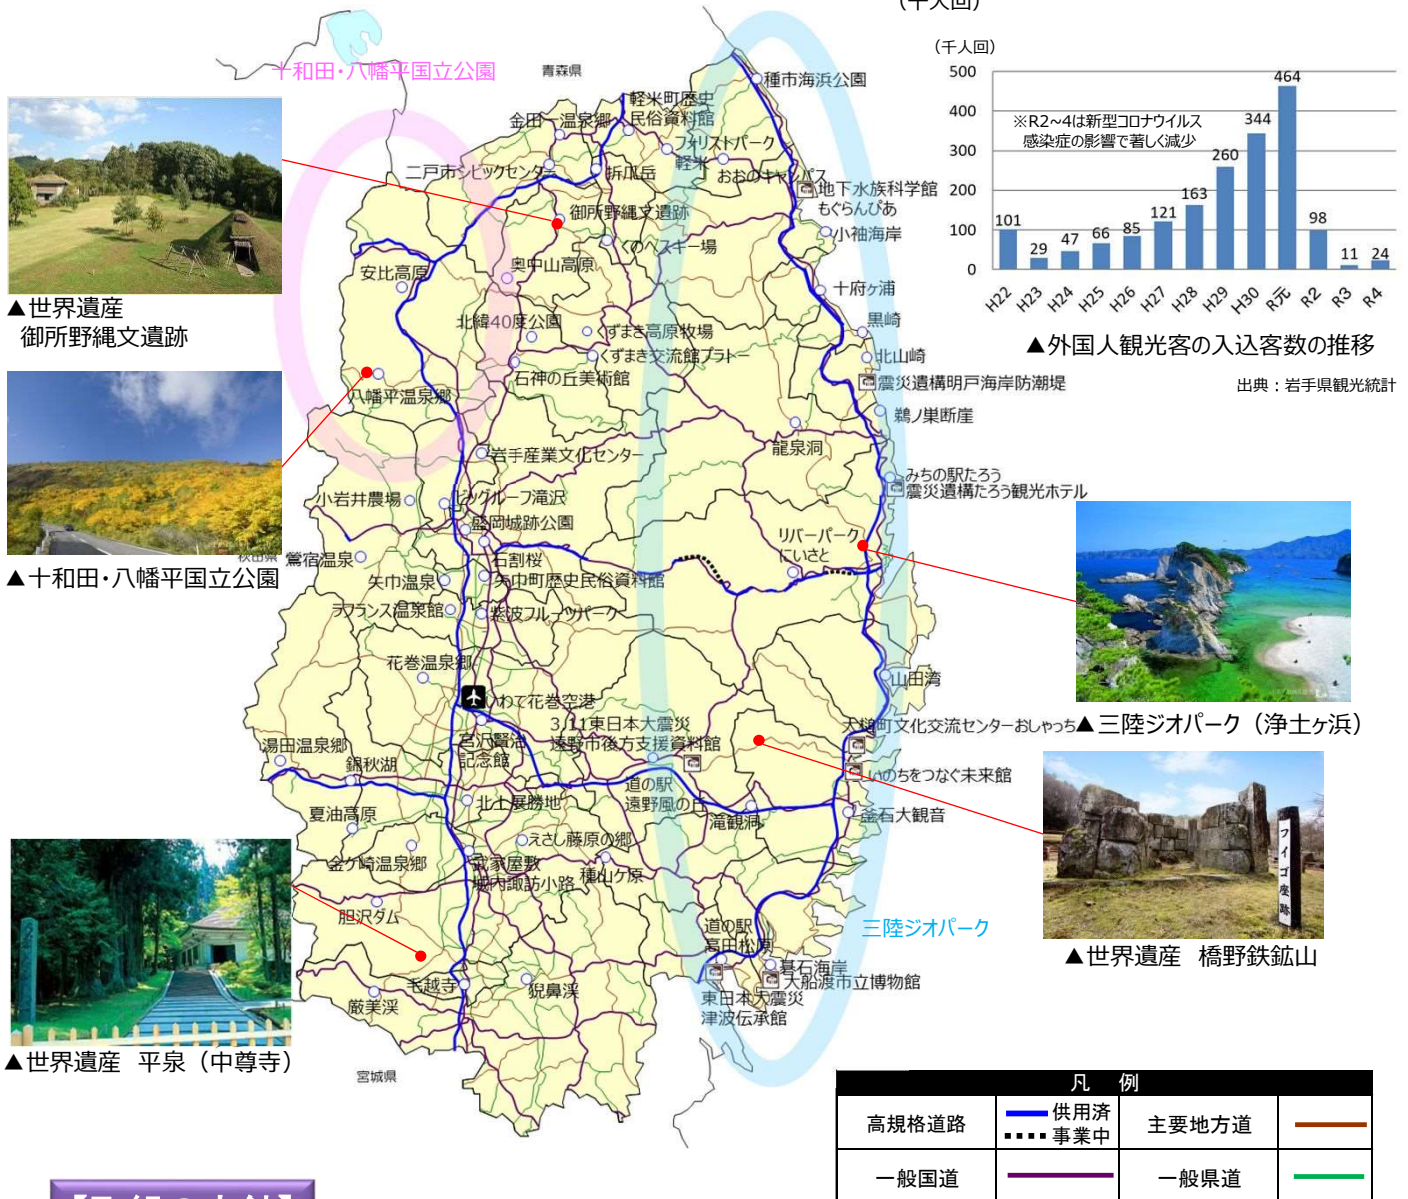 (千人回)
(千人回)
500
400
300
200
100
0
※R2~4は新型コロナウイルス
感染症の影響で著しく減少
101
29
47
66
85
121
163
260
344
464
98
11
24
H22
H23
H24
H25
H26
H27
H28
H29
H30
R元
R2
R3
R4
▲外国人観光客の入込客数の推移
出典：岩手県観光統計
十和田・八幡平国立公園
青森県
種市海浜公園
軽米町歴史
民俗資料館
金田一温泉郷
フォリストパーク
軽米
二戸市シビックセンター
折爪岳
おおのキャンパス
地下水族科学館
もぐらんぴあ
御所野縄文遺跡
小袖海岸
くのへスキー場
安比高原
奥中山高原
十府ヶ浦
北緯40度公園
くずまき高原牧場
黒崎
くずまき交流館プラトー
北山崎
石神の丘美術館
震災遺構明戸海岸防潮堤
八幡平温泉郷
鵜ノ巣断崖
龍泉洞
岩手産業文化センター
みちの駅たろう
震災遺構たろう観光ホテル
小岩井農場
ビッグルーフ滝沢
盛岡城跡公園
リバーパーク
にいさと
秋田県
鶯宿温泉
石割桜
矢巾温泉
矢巾町歴史民俗資料館
ラフランス温泉館
紫波フルーツパーク
花巻温泉郷
山田湾
いわて花巻空港
3.11東日本大震災
遠野市後方支援資料館
大槌町文化交流センターおしゃっち
湯田温泉郷
宮沢賢治
記念館
錦秋湖
いのちをつなぐ未来館
道の駅
遠野風の丘
夏油高原
北上展勝地
滝観洞
釜石大観音
えさし藤原の郷
金ケ崎温泉郷
武家屋敷
城内諏訪小路
種山ケ原
胆沢ダム
道の駅
高田松原
三陸ジオパーク
碁石海岸
大船渡市立博物館
毛越寺
猊鼻渓
東日本大震災
津波伝承館
厳美渓
宮城県
▲世界遺産
御所野縄文遺跡
▲十和田・八幡平国立公園
▲世界遺産 平泉（中尊寺）
▲三陸ジオパーク（浄土ヶ浜）
フイゴ座跡
▲世界遺産 橋野鉄鉱山
凡 例
高規格道路
供用済
事業中
主要地方道
一般国道
一般県道